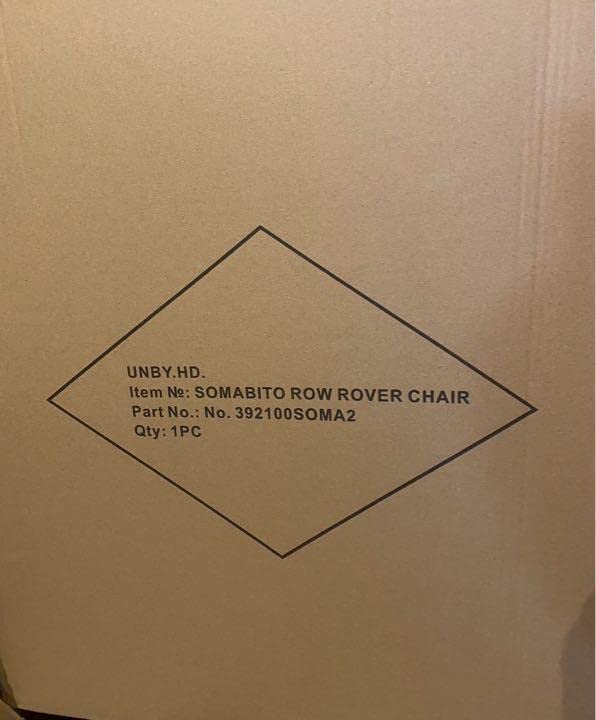 UNBY.HD.
Item №: SOMABITO ROW ROVER CHAIR
Part No.: No. 392100SOMA2
Qty: 1PC